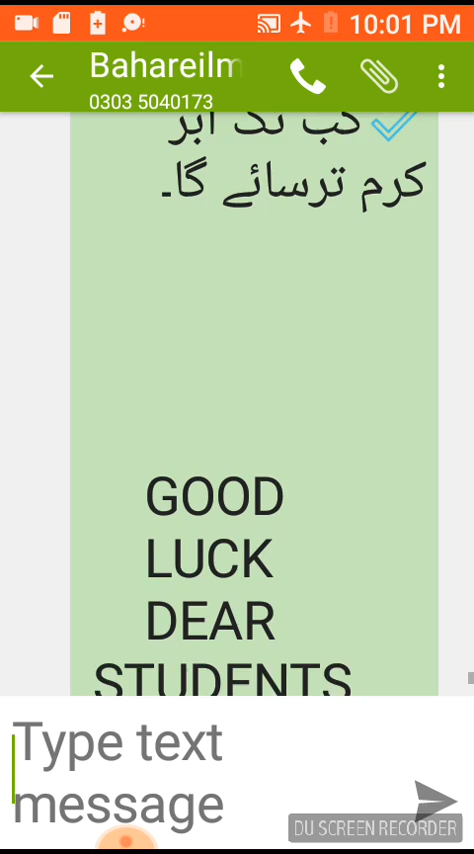 10:01 PM
Bahareilm
0303 5040173
کب تک ابر
کرم ترسائے گا۔
GOOD
LUCK
DEAR
STUDENTS
Type text
message
DU SCREEN RECORDER